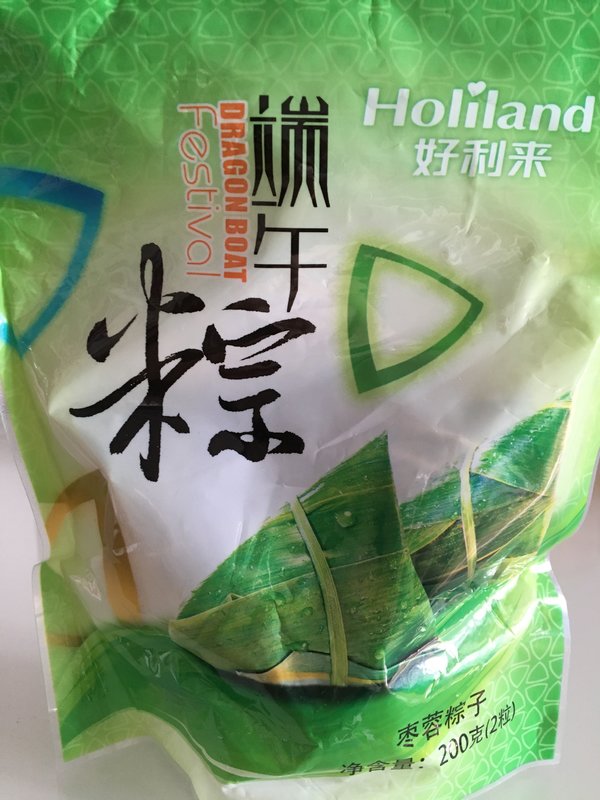 Holiland
好利来
端午
DRAGON BOAT
Festival
粽
枣蓉粽子
净含量：200克(2粒)